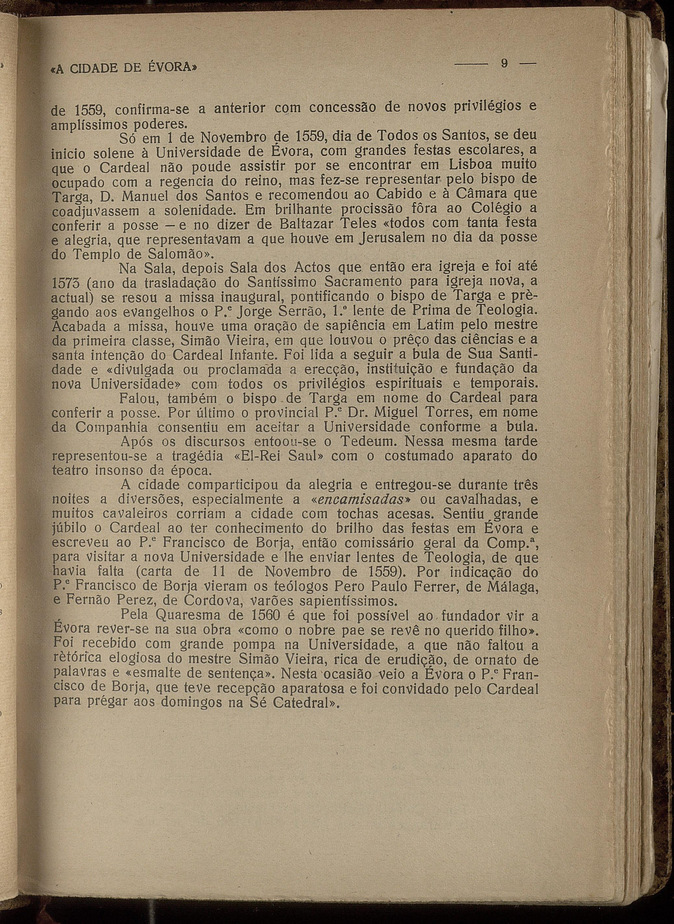 «A CIDADE DE ÉVORA» —— 9 —
de 1559, confirma-se a anterior com concessão de novos privilégios e
amplíssimos poderes.
Só em 1 de Novembro de 1559, dia de Todos os Santos, se deu
inicio solene à Universidade de Évora, com grandes festas escolares, a
que o Cardeal não poude assistir por se encontrar em Lisboa muito
ocupado com a regencia do reino, mas fez-se representar pelo bispo de
Targa, D. Manuel dos Santos e recomendou ao Cabido e à Câmara que
coadjuvassem a solenidade. Em brilhante procissão fôra ao Colégio a
conferir a posse — e no dizer de Baltazar Teles «todos com tanta festa
e alegria, que representavam a que houve em Jerusalem no dia da posse
do Templo de Salomão».
Na Sala, depois Sala dos Actos que então era igreja e foi até
1573 (ano da trasladação do Santíssimo Sacramento para igreja nova, a
actual) se resou a missa inaugural, pontificando o bispo de Targa e prè-
gando aos evangelhos o P.ᵉ Jorge Serrão, 1.º lente de Prima de Teologia.
Acabada a missa, houve uma oração de sapiência em Latim pelo mestre
da primeira classe, Simão Vieira, em que louvou o prêço das ciências e a
santa intenção do Cardeal Infante. Foi lida a seguir a bula de Sua Santi-
dade e «divulgada ou proclamada a erecção, instituição e fundação da
nova Universidade» com todos os privilégios espirituais e temporais.
Falou, também o bispo de Targa em nome do Cardeal para
conferir a posse. Por último o provincial P.ᵉ Dr. Miguel Torres, em nome
da Companhia consentiu em aceitar a Universidade conforme a bula.
Após os discursos entoou-se o Tedeum. Nessa mesma tarde
representou-se a tragédia «El-Rei Saul» com o costumado aparato do
teatro insonso da época.
A cidade comparticipou da alegria e entregou-se durante três
noites a diversões, especialmente a «encamisadas» ou cavalhadas, e
muitos cavaleiros corriam a cidade com tochas acesas. Sentiu grande
júbilo o Cardeal ao ter conhecimento do brilho das festas em Évora e
escreveu ao P.ᵉ Francisco de Borja, então comissário geral da Comp.ª,
para visitar a nova Universidade e lhe enviar lentes de Teologia, de que
havia falta (carta de 11 de Novembro de 1559). Por indicação do
P.ᵉ Francisco de Borja vieram os teólogos Pero Paulo Ferrer, de Málaga,
e Fernão Perez, de Cordova, varões sapientíssimos.
Pela Quaresma de 1560 é que foi possível ao fundador vir a
Évora rever-se na sua obra «como o nobre pae se revê no querido filho».
Foi recebido com grande pompa na Universidade, a que não faltou a
rètórica elogiosa do mestre Simão Vieira, rica de erudição, de ornato de
palavras e «esmalte de sentença». Nesta ocasião veio a Évora o P.ᵉ Fran-
cisco de Borja, que teve recepção aparatosa e foi convidado pelo Cardeal
para prégar aos domingos na Sé Catedral».